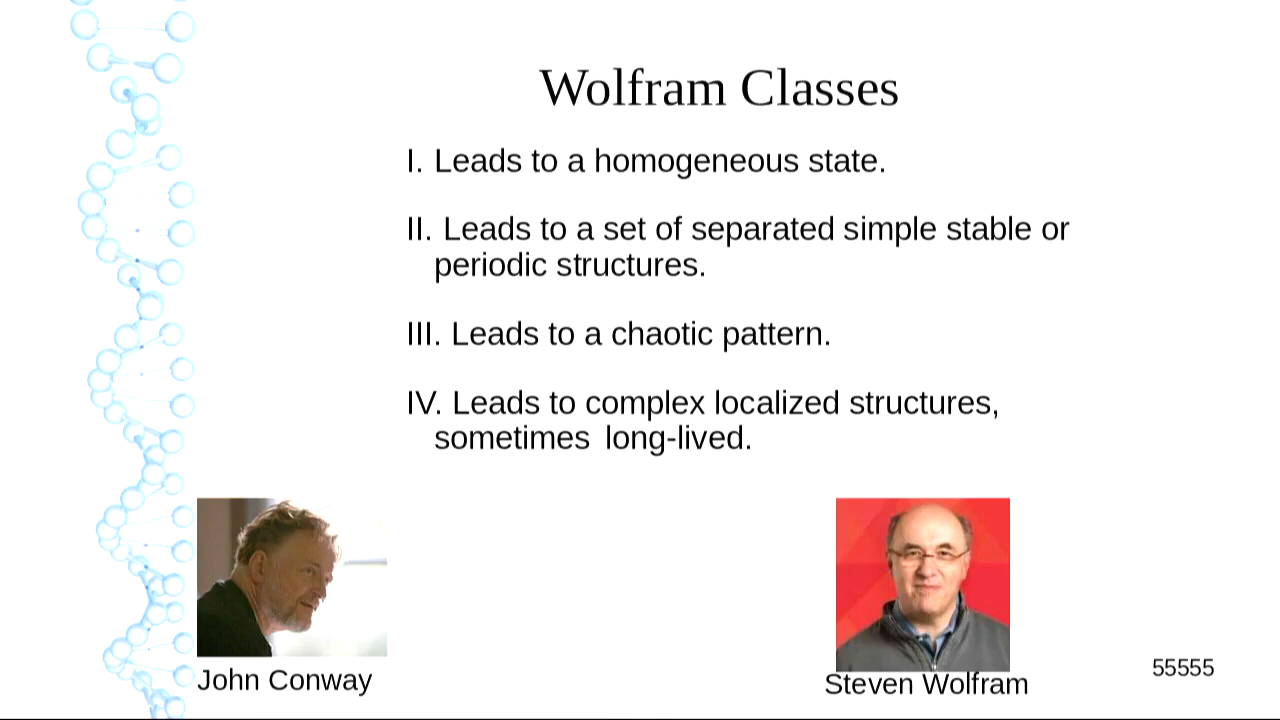 Wolfram Classes
I. Leads to a homogeneous state.
II. Leads to a set of separated simple stable or
periodic structures.
III. Leads to a chaotic pattern.
IV. Leads to complex localized structures,
sometimes long-lived.
John Conway
Steven Wolfram
55555